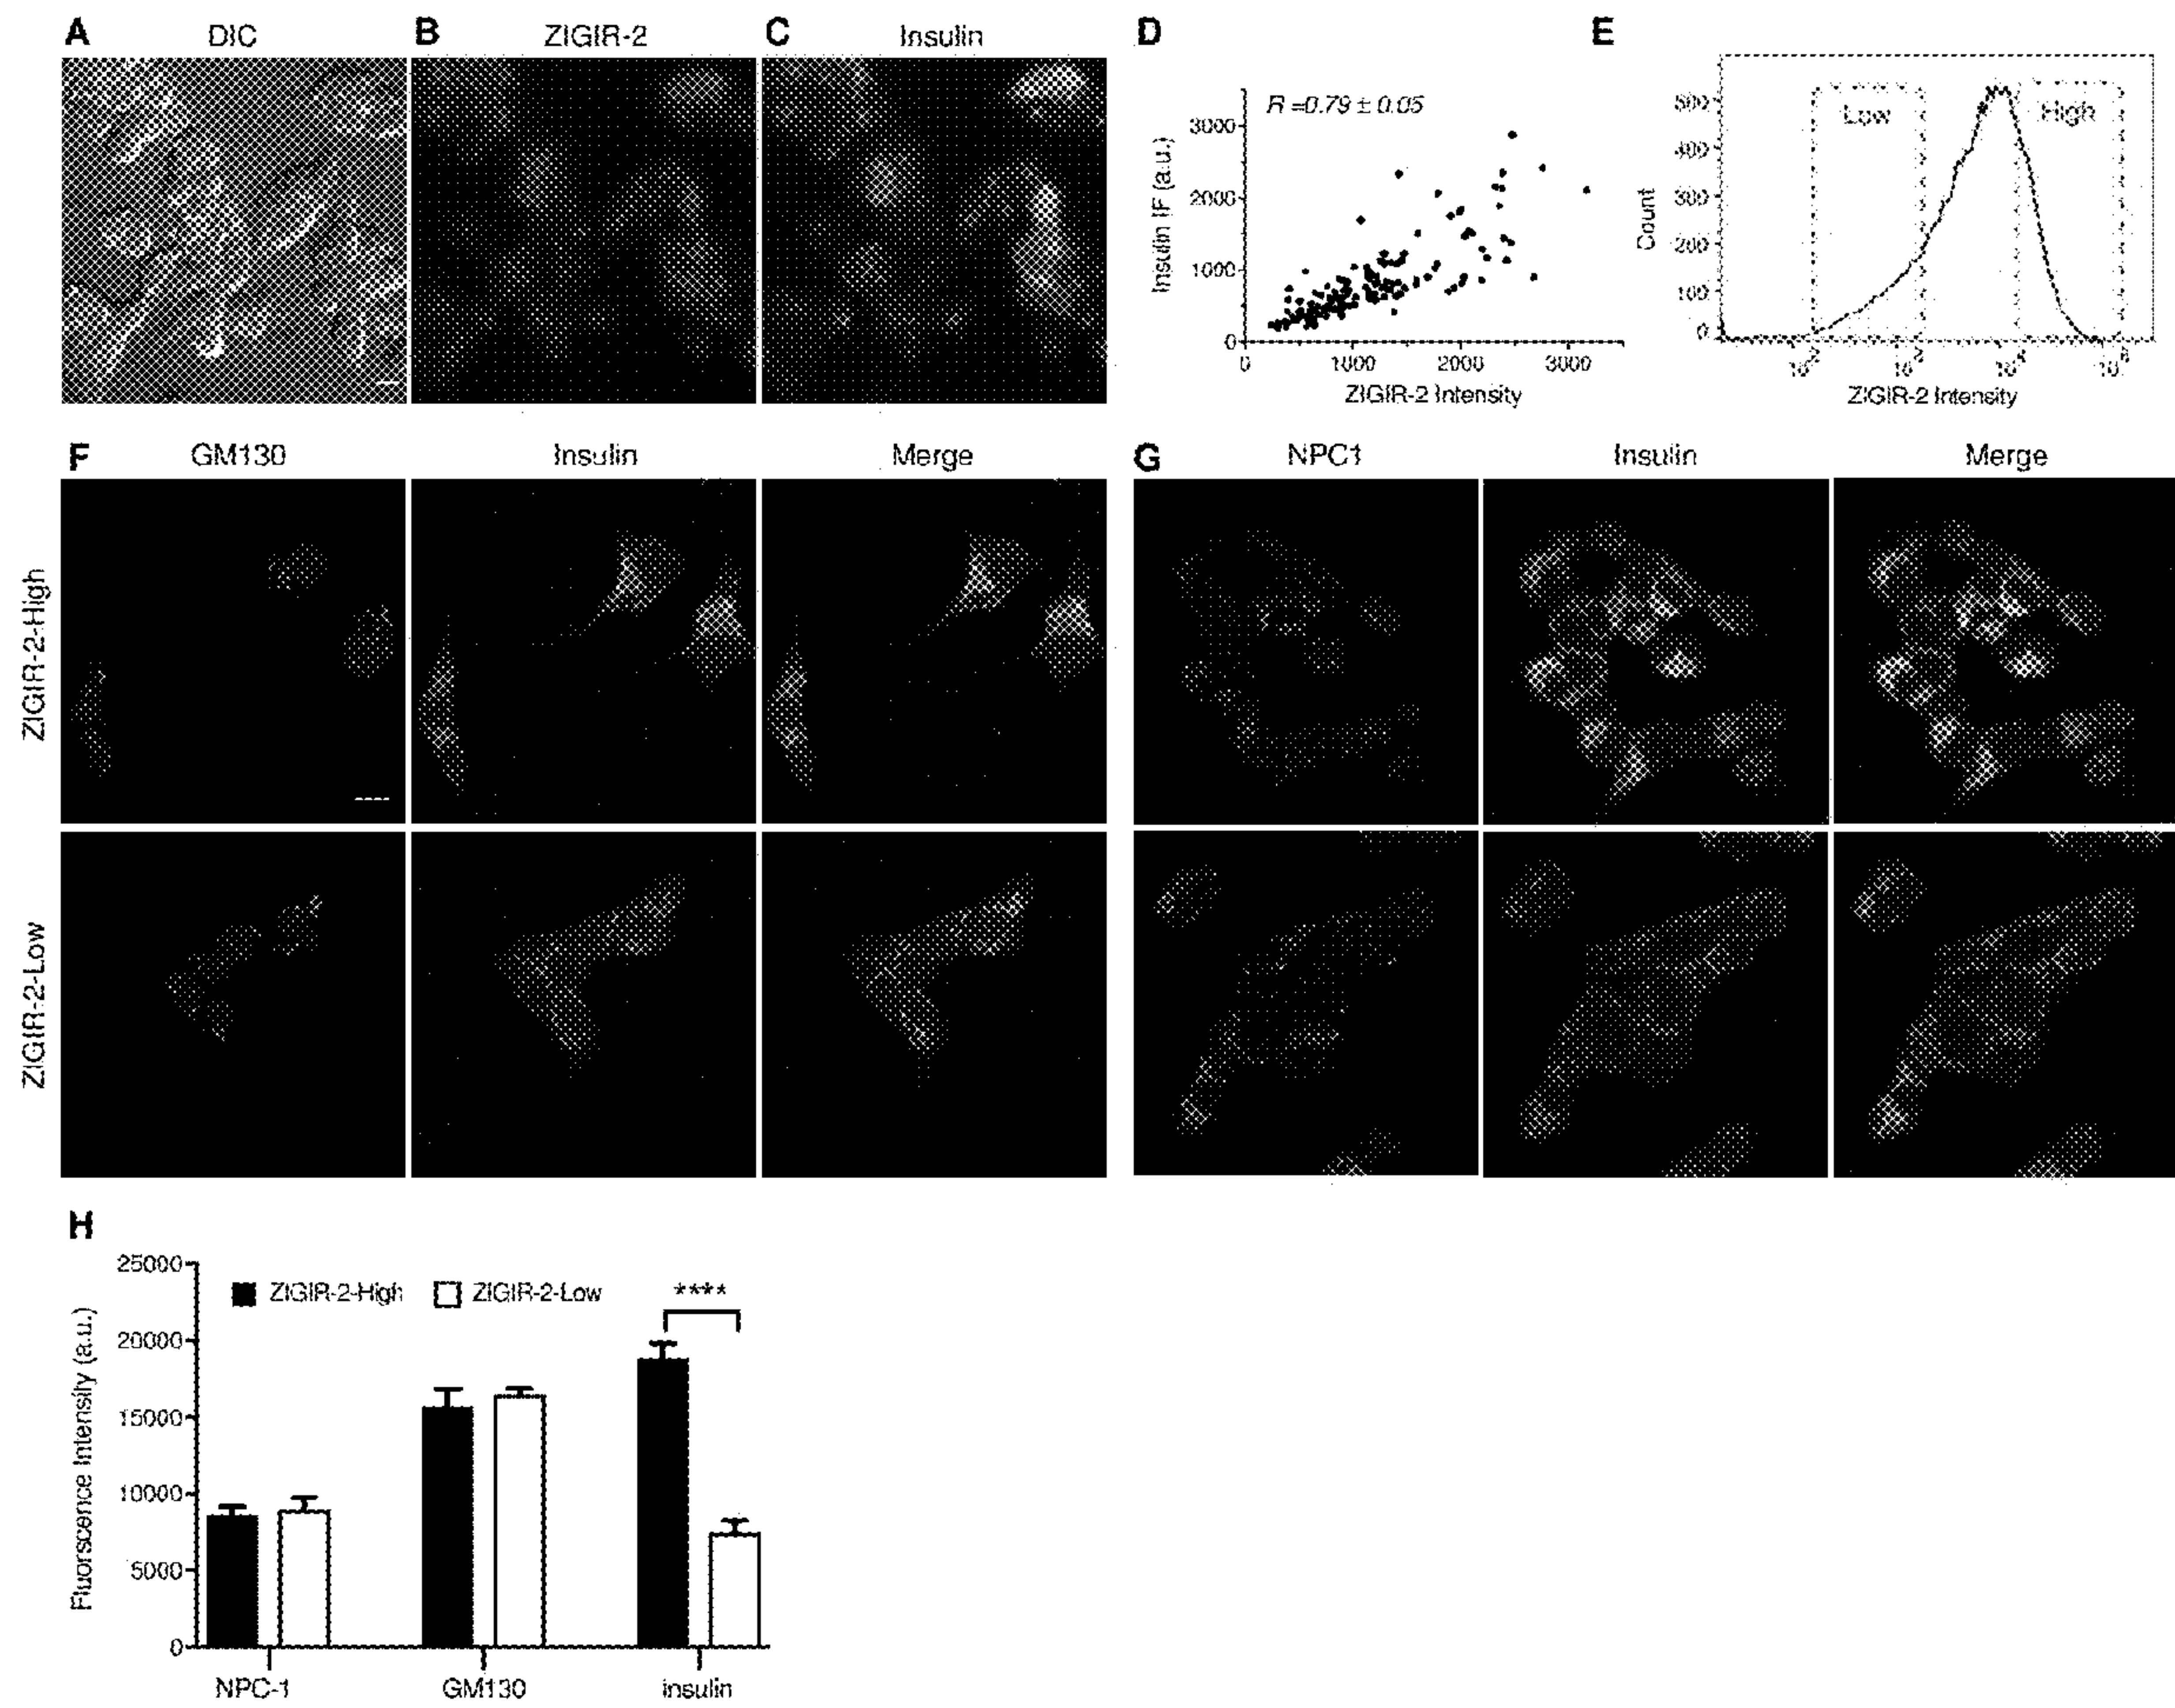 A DIC B ZIGIR-2 C Insulin D E
R =0.79 ± 0.05
Insulin IF (a.u.)
3000
2000
1000
0
0 1000 2000 3000
ZIGIR-2 Intensity
Low High
Count
400
300
200
100
0
ZIGIR-2 Intensity
F GM130 Insulin Merge G NPC1 Insulin Merge
ZIGIR-2-High
ZIGIR-2-Low
H
Fluorscence Intensity (a.u.)
25000
20000
15000
10000
5000
0
ZIGIR-2-High ZIGIR-2-Low ****
NPC-1 GM130 insulin